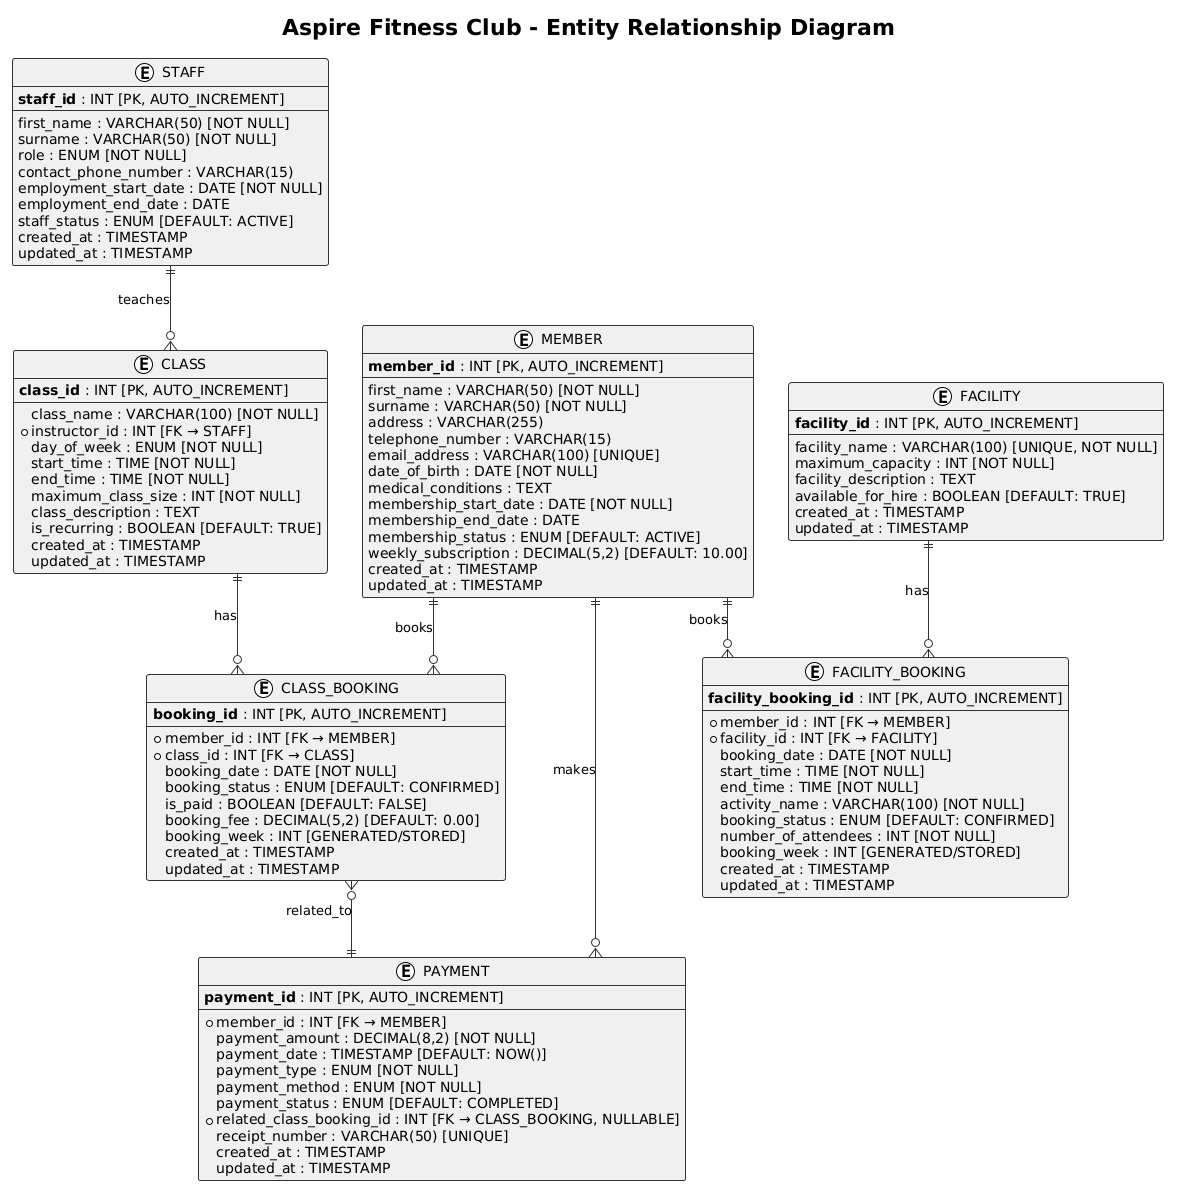 Aspire Fitness Club - Entity Relationship Diagram
E STAFF
staff_id : INT [PK, AUTO_INCREMENT]
first_name : VARCHAR(50) [NOT NULL]
surname : VARCHAR(50) [NOT NULL]
role : ENUM [NOT NULL]
contact_phone_number : VARCHAR(15)
employment_start_date : DATE [NOT NULL]
employment_end_date : DATE
staff_status : ENUM [DEFAULT: ACTIVE]
created_at : TIMESTAMP
updated_at : TIMESTAMP
teaches
E CLASS
class_id : INT [PK, AUTO_INCREMENT]
class_name : VARCHAR(100) [NOT NULL]
instructor_id : INT [FK → STAFF]
day_of_week : ENUM [NOT NULL]
start_time : TIME [NOT NULL]
end_time : TIME [NOT NULL]
maximum_class_size : INT [NOT NULL]
class_description : TEXT
is_recurring : BOOLEAN [DEFAULT: TRUE]
created_at : TIMESTAMP
updated_at : TIMESTAMP
E MEMBER
member_id : INT [PK, AUTO_INCREMENT]
first_name : VARCHAR(50) [NOT NULL]
surname : VARCHAR(50) [NOT NULL]
address : VARCHAR(255)
telephone_number : VARCHAR(15)
email_address : VARCHAR(100) [UNIQUE]
date_of_birth : DATE [NOT NULL]
medical_conditions : TEXT
membership_start_date : DATE [NOT NULL]
membership_end_date : DATE
membership_status : ENUM [DEFAULT: ACTIVE]
weekly_subscription : DECIMAL(5,2) [DEFAULT: 10.00]
created_at : TIMESTAMP
updated_at : TIMESTAMP
E FACILITY
facility_id : INT [PK, AUTO_INCREMENT]
facility_name : VARCHAR(100) [UNIQUE, NOT NULL]
maximum_capacity : INT [NOT NULL]
facility_description : TEXT
available_for_hire : BOOLEAN [DEFAULT: TRUE]
created_at : TIMESTAMP
updated_at : TIMESTAMP
has
books
books
has
E CLASS_BOOKING
booking_id : INT [PK, AUTO_INCREMENT]
member_id : INT [FK → MEMBER]
class_id : INT [FK → CLASS]
booking_date : DATE [NOT NULL]
booking_status : ENUM [DEFAULT: CONFIRMED]
is_paid : BOOLEAN [DEFAULT: FALSE]
booking_fee : DECIMAL(5,2) [DEFAULT: 0.00]
booking_week : INT [GENERATED/STORED]
created_at : TIMESTAMP
updated_at : TIMESTAMP
makes
E FACILITY_BOOKING
facility_booking_id : INT [PK, AUTO_INCREMENT]
member_id : INT [FK → MEMBER]
facility_id : INT [FK → FACILITY]
booking_date : DATE [NOT NULL]
start_time : TIME [NOT NULL]
end_time : TIME [NOT NULL]
activity_name : VARCHAR(100) [NOT NULL]
booking_status : ENUM [DEFAULT: CONFIRMED]
number_of_attendees : INT [NOT NULL]
booking_week : INT [GENERATED/STORED]
created_at : TIMESTAMP
updated_at : TIMESTAMP
related_to
E PAYMENT
payment_id : INT [PK, AUTO_INCREMENT]
member_id : INT [FK → MEMBER]
payment_amount : DECIMAL(8,2) [NOT NULL]
payment_date : TIMESTAMP [DEFAULT: NOW()]
payment_type : ENUM [NOT NULL]
payment_method : ENUM [NOT NULL]
payment_status : ENUM [DEFAULT: COMPLETED]
related_class_booking_id : INT [FK → CLASS_BOOKING, NULLABLE]
receipt_number : VARCHAR(50) [UNIQUE]
created_at : TIMESTAMP
updated_at : TIMESTAMP